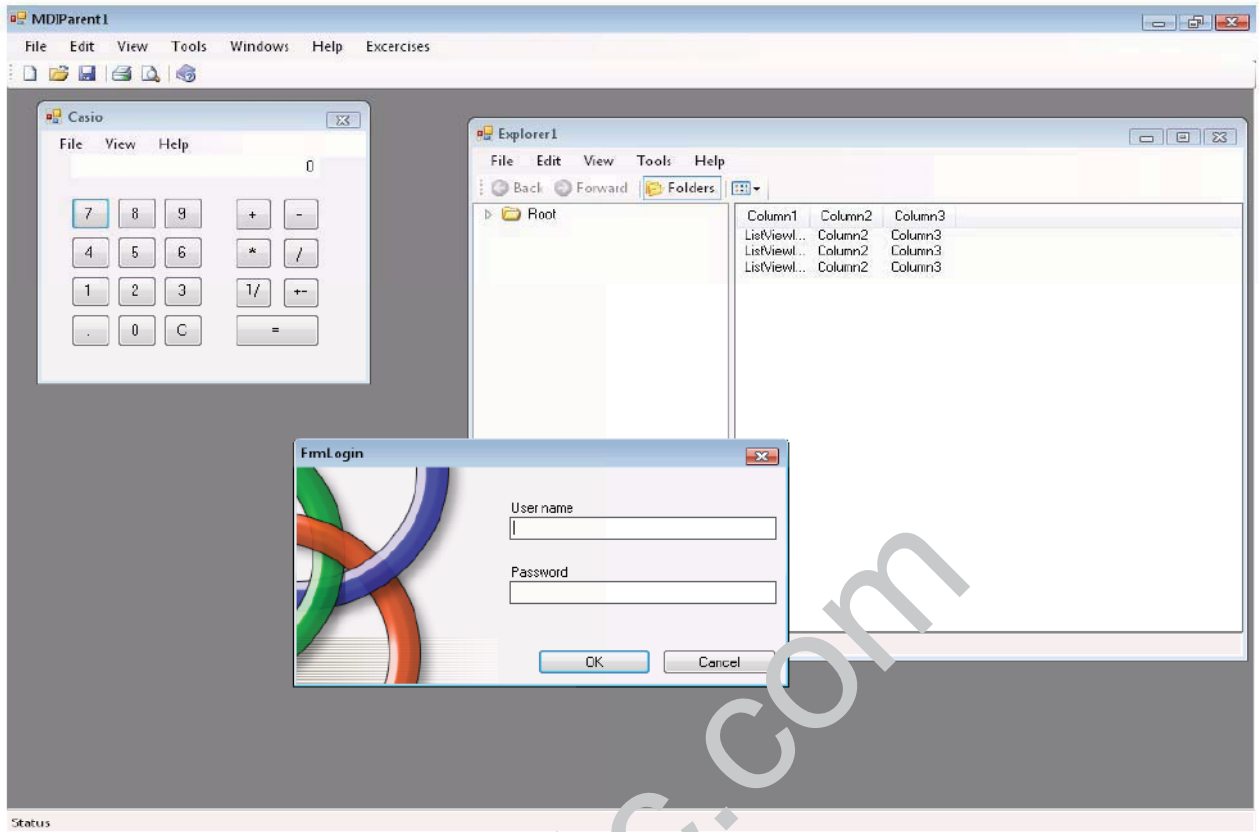 MDIParent1
File Edit View Tools Windows Help Excercises
Casio
File View Help
0
7 8 9 + -
4 5 6 * /
1 2 3 1/ +-
. 0 C =
Explorer1
File Edit View Tools Help
Back Forward Folders
Root
Column1 Column2 Column3
ListViewI... Column2 Column3
ListViewI... Column2 Column3
ListViewI... Column2 Column3
FrmLogin
User name
Password
OK Cancel
Status
.com